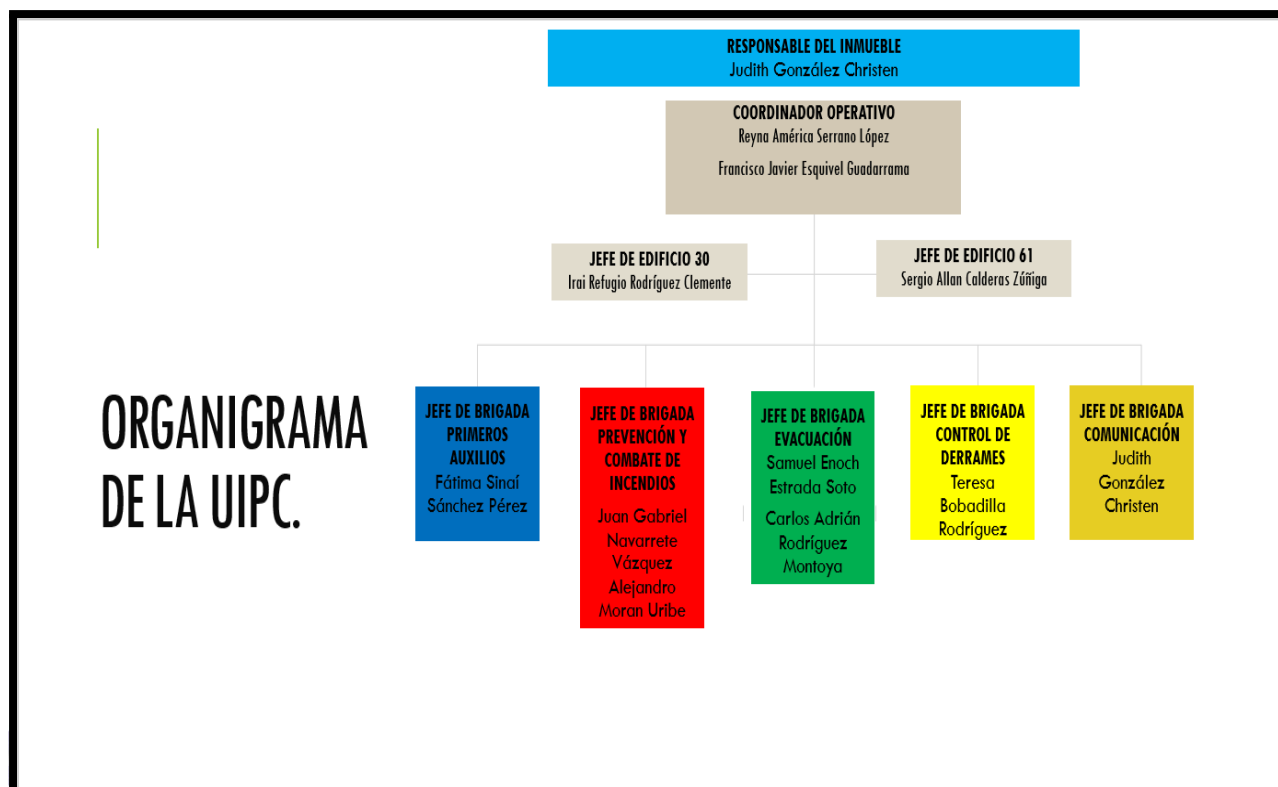 RESPONSABLE DEL INMUEBLE
Judith González Christen
COORDINADOR OPERATIVO
Reyna América Serrano López
Francisco Javier Esquivel Guadarrama
JEFE DE EDIFICIO 30
Irai Refugio Rodríguez Clemente
JEFE DE EDIFICIO 61
Sergio Allan Calderas Zúñiga
ORGANIGRAMA
DE LA UIPC.
JEFE DE BRIGADA
PRIMEROS
AUXILIOS
Fátima Sinaí
Sánchez Pérez
JEFE DE BRIGADA
PREVENCIÓN Y
COMBATE DE
INCENDIOS
Juan Gabriel
Navarrete
Vázquez
Alejandro
Moran Uribe
JEFE DE BRIGADA
EVACUACIÓN
Samuel Enoch
Estrada Soto
Carlos Adrián
Rodríguez
Montoya
JEFE DE BRIGADA
CONTROL DE
DERRAMES
Teresa
Bobadilla
Rodríguez
JEFE DE BRIGADA
COMUNICACIÓN
Judith
González
Christen